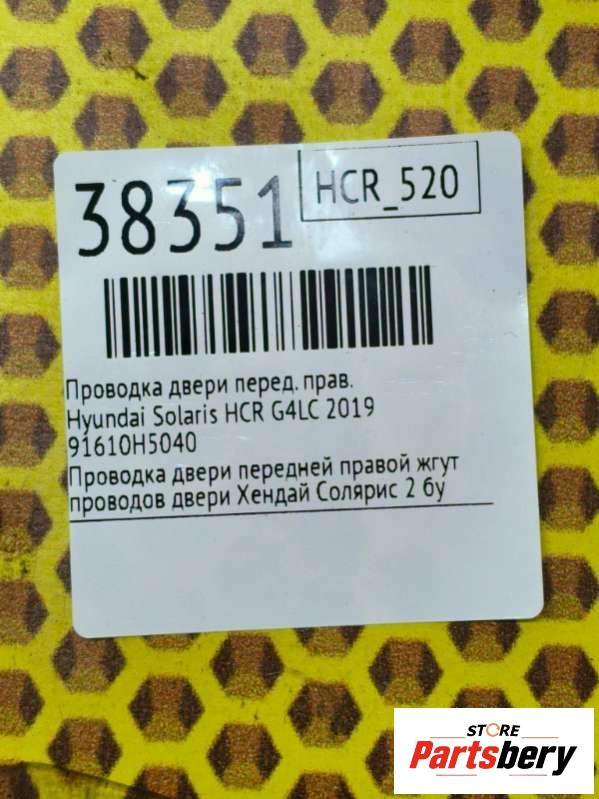 38351
HCR_520
Проводка двери перед. прав.
Hyundai Solaris HCR G4LC 2019
91610H5040
Проводка двери передней правой жгут
проводов двери Хендай Солярис 2 бу
STORE
Partsbery